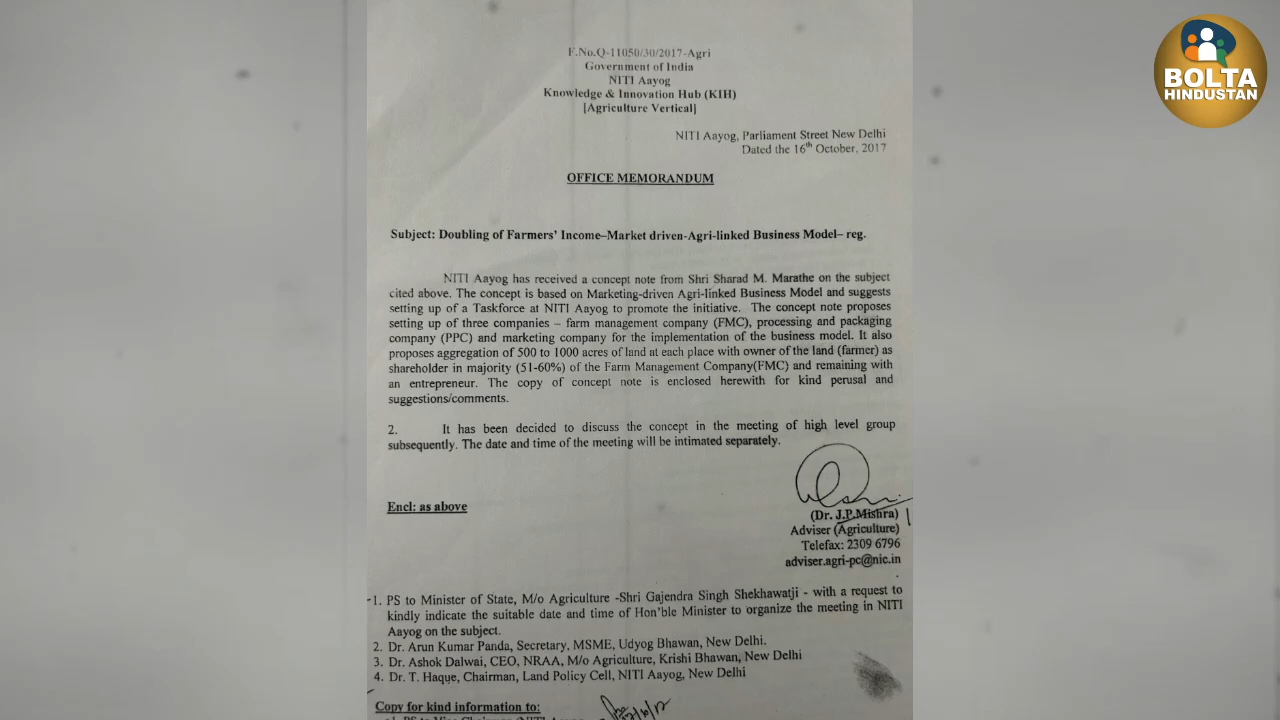 BOLTA
HINDUSTAN
F.No.Q-11050/30/2017-Agri
Government of India
NITI Aayog
Knowledge & Innovation Hub (KIH)
[Agriculture Vertical]
NITI Aayog, Parliament Street New Delhi
Dated the 16th October, 2017
OFFICE MEMORANDUM
Subject: Doubling of Farmers' Income–Market driven-Agri-linked Business Model– reg.
NITI Aayog has received a concept note from Shri Sharad M. Marathe on the subject
cited above. The concept is based on Marketing-driven Agri-linked Business Model and suggests
setting up of a Taskforce at NITI Aayog to promote the initiative. The concept note proposes
setting up of three companies – farm management company (FMC), processing and packaging
company (PPC) and marketing company for the implementation of the business model. It also
proposes aggregation of 500 to 1000 acres of land at each place with owner of the land (farmer) as
shareholder in majority (51-60%) of the Farm Management Company(FMC) and remaining with
an entrepreneur. The copy of concept note is enclosed herewith for kind perusal and
suggestions/comments.
2. It has been decided to discuss the concept in the meeting of high level group
subsequently. The date and time of the meeting will be intimated separately.
Encl: as above
(Dr. J.P.Mishra)
Adviser (Agriculture)
Telefax: 2309 6796
adviser.agri-pc@nic.in
1. PS to Minister of State, M/o Agriculture -Shri Gajendra Singh Shekhawatji - with a request to
kindly indicate the suitable date and time of Hon'ble Minister to organize the meeting in NITI
Aayog on the subject.
2. Dr. Arun Kumar Panda, Secretary, MSME, Udyog Bhawan, New Delhi.
3. Dr. Ashok Dalwai, CEO, NRAA, M/o Agriculture, Krishi Bhawan, New Delhi
4. Dr. T. Haque, Chairman, Land Policy Cell, NITI Aayog, New Delhi
Copy for kind information to: